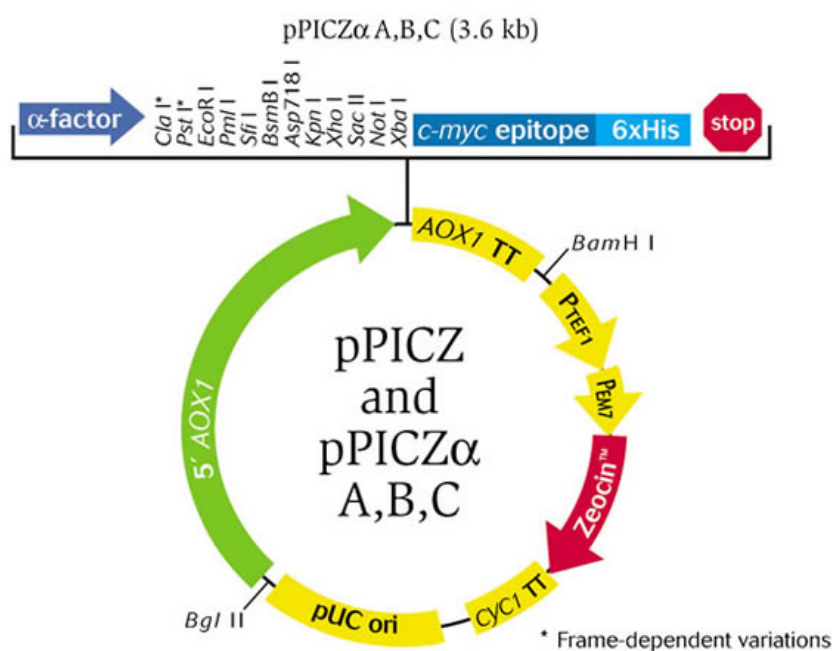 pPICZα A,B,C (3.6 kb)
α-factor
Cla I*
Pst I*
EcoR I
Pml I
Sfi I
BsmB I
Asp718 I
Kpn I
Xho I
Sac II
Not I
Xba I
c-myc epitope
6xHis
stop
AOX1 TT
BamH I
PTEF1
PEM7
Zeocin™
CYC1 TT
pUC ori
Bgl II
5´ AOX1
pPICZ
and
pPICZα
A,B,C
* Frame-dependent variations